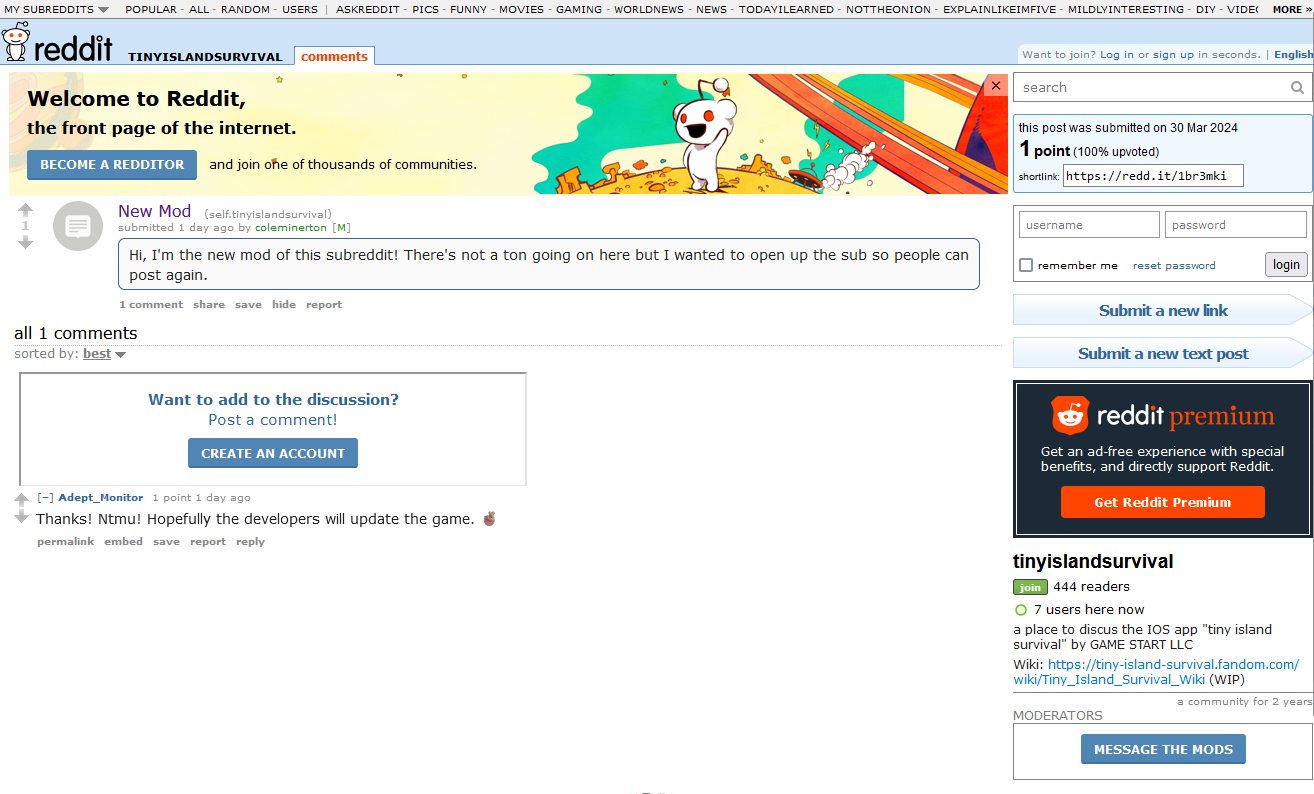 MY SUBREDDITS POPULAR - ALL - RANDOM - USERS | ASKREDDIT - PICS - FUNNY - MOVIES - GAMING - WORLDNEWS - NEWS - TODAYILEARNED - NOTTHEONION - EXPLAINLIKEIMFIVE - MILDLYINTERESTING - DIY - VIDEO MORE »
reddit TINYISLANDSURVIVAL comments
Want to join? Log in or sign up in seconds. | English
Welcome to Reddit,
the front page of the internet.
BECOME A REDDITOR and join one of thousands of communities.
×
search
this post was submitted on 30 Mar 2024
1 point (100% upvoted)
shortlink: https://redd.it/1br3mki
1
New Mod (self.tinyislandsurvival)
submitted 1 day ago by coleminerton [M]
Hi, I'm the new mod of this subreddit! There's not a ton going on here but I wanted to open up the sub so people can
post again.
1 comment share save hide report
username password
remember me reset password login
Submit a new link
Submit a new text post
all 1 comments
sorted by: best
Want to add to the discussion?
Post a comment!
CREATE AN ACCOUNT
[–] Adept_Monitor 1 point 1 day ago
Thanks! Ntmu! Hopefully the developers will update the game. 🤞🏾
permalink embed save report reply
reddit premium
Get an ad-free experience with special
benefits, and directly support Reddit.
Get Reddit Premium
tinyislandsurvival
join 444 readers
7 users here now
a place to discus the IOS app "tiny island
survival" by GAME START LLC
Wiki: https://tiny-island-survival.fandom.com/
wiki/Tiny_Island_Survival_Wiki (WIP)
a community for 2 years
MODERATORS
MESSAGE THE MODS